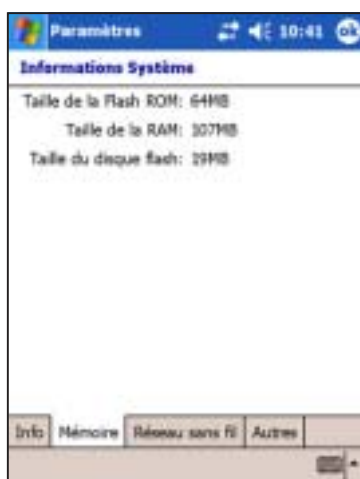 Paramètres 10:41 ok
Informations Système
Taille de la Flash ROM: 64MB
Taille de la RAM: 107MB
Taille du disque flash: 19MB
Info Mémoire Réseau sans fil Autres